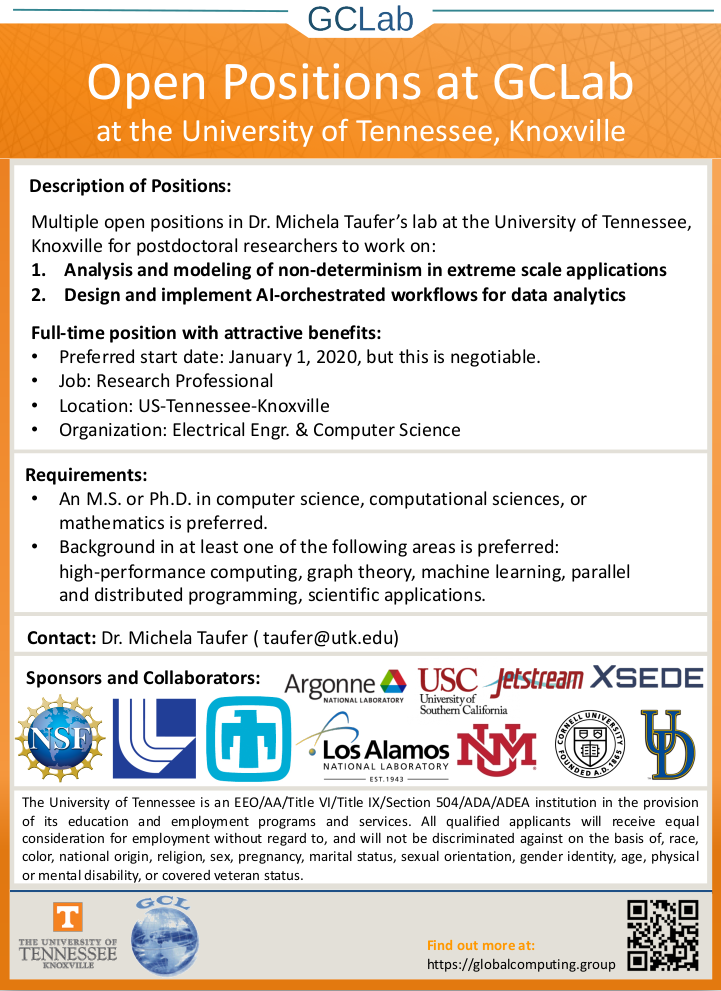 GCLab
Open Positions at GCLab
at the University of Tennessee, Knoxville
Description of Positions:
Multiple open positions in Dr. Michela Taufer’s lab at the University of Tennessee,
Knoxville for postdoctoral researchers to work on:
1. Analysis and modeling of non-determinism in extreme scale applications
2. Design and implement AI-orchestrated workflows for data analytics
Full-time position with attractive benefits:
• Preferred start date: January 1, 2020, but this is negotiable.
• Job: Research Professional
• Location: US-Tennessee-Knoxville
• Organization: Electrical Engr. & Computer Science
Requirements:
• An M.S. or Ph.D. in computer science, computational sciences, or
mathematics is preferred.
• Background in at least one of the following areas is preferred:
high-performance computing, graph theory, machine learning, parallel
and distributed programming, scientific applications.
Contact: Dr. Michela Taufer ( taufer@utk.edu)
Sponsors and Collaborators:
Argonne
NATIONAL LABORATORY
USC
University of
Southern California
Jetstream
XSEDE
NSF
Los Alamos
NATIONAL LABORATORY
EST.1943
NM
CORNELL UNIVERSITY
FOUNDED A.D. 1865
UD
The University of Tennessee is an EEO/AA/Title VI/Title IX/Section 504/ADA/ADEA institution in the provision
of its education and employment programs and services. All qualified applicants will receive equal
consideration for employment without regard to, and will not be discriminated against on the basis of, race,
color, national origin, religion, sex, pregnancy, marital status, sexual orientation, gender identity, age, physical
or mental disability, or covered veteran status.
T
THE UNIVERSITY OF
TENNESSEE
KNOXVILLE
GCL
Find out more at:
https://globalcomputing.group